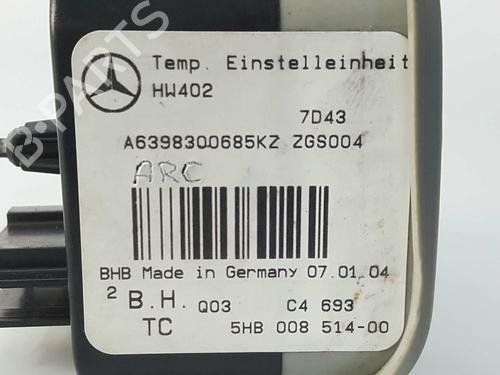 B-PARTS
Temp. Einstelleinheit
HW402
7D43
A6398300685KZ ZGS004
ARC
BHB Made in Germany 07.01.04
2 B.H. Q03 C4 693
TC 5HB 008 514-00